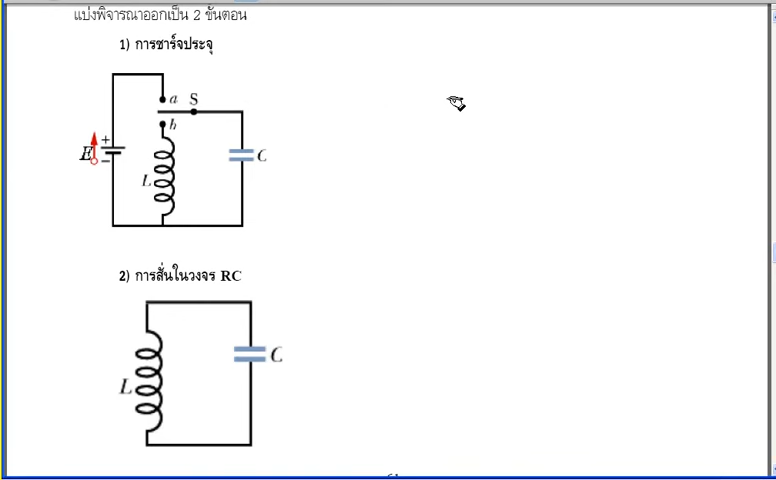 แบ่งพิจารณาออกเป็น 2 ขั้นตอน
1) การชาร์จประจุ
a S
b
+
E
−
L
C
2) การสั่นในวงจร RC
C
L